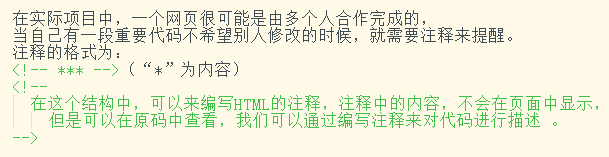 在实际项目中，一个网页很可能是由多个人合作完成的，
当自己有一段重要代码不希望别人修改的时候，就需要注释来提醒。
注释的格式为：
<!-- *** -->（“*”为内容）
<!--
在这个结构中，可以来编写HTML的注释，注释中的内容，不会在页面中显示，
但是可以在原码中查看，我们可以通过编写注释来对代码进行描述 。
-->